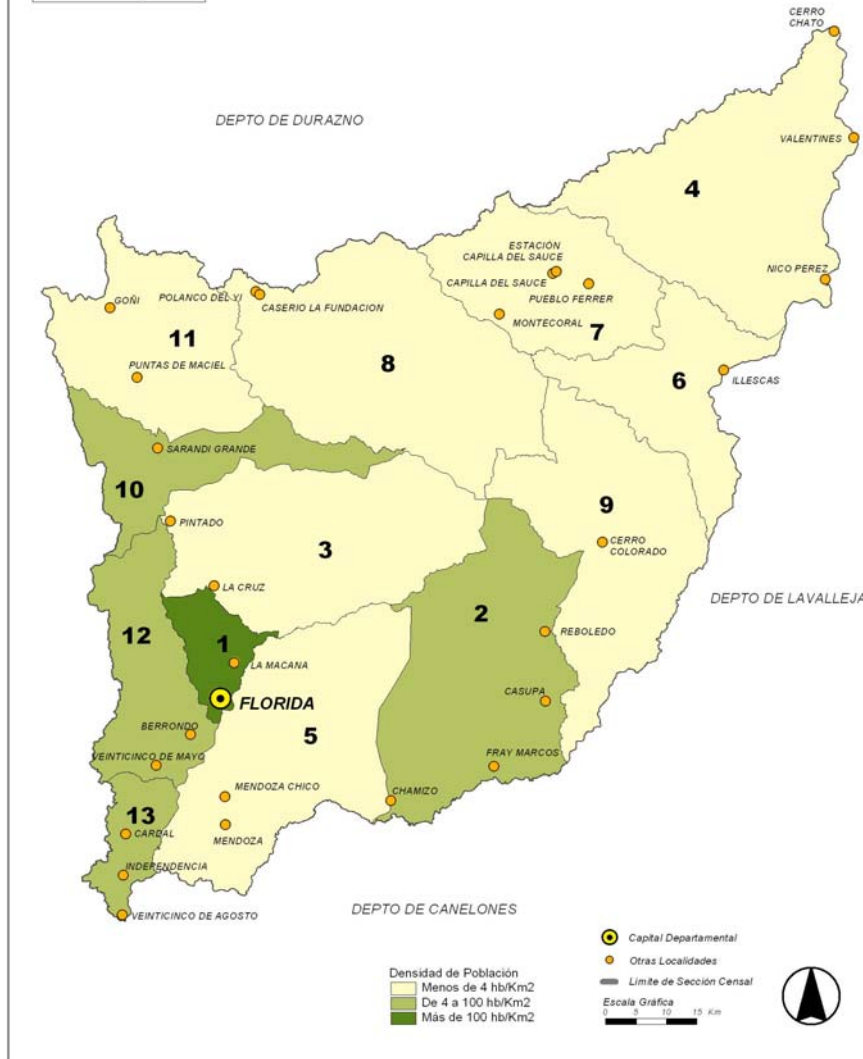 CERRO
CHATO
DEPTO DE DURAZNO
VALENTINES
4
ESTACIÓN
CAPILLA DEL SAUCE
CAPILLA DEL SAUCE
NICO PEREZ
PUEBLO FERRER
GOÑI
POLANCO DEL YI
CASERIO LA FUNDACION
MONTECORAL
7
11
8
PUNTAS DE MACIEL
6
ILLESCAS
SARANDI GRANDE
10
PINTADO
9
CERRO
COLORADO
3
LA CRUZ
DEPTO DE LAVALLEJA
2
12
1
REBOLEDO
LA MACANA
FLORIDA
CASUPA
BERRONDO
5
VEINTICINCO DE MAYO
FRAY MARCOS
MENDOZA CHICO
CHAMIZO
13
CARDAL
MENDOZA
INDEPENDENCIA
DEPTO DE CANELONES
VEINTICINCO DE AGOSTO
Densidad de Población
Menos de 4 hb/Km2
De 4 a 100 hb/Km2
Más de 100 hb/Km2
Capital Departamental
Otras Localidades
Limite de Sección Censal
Escala Gráfica
0 5 10 15 Km